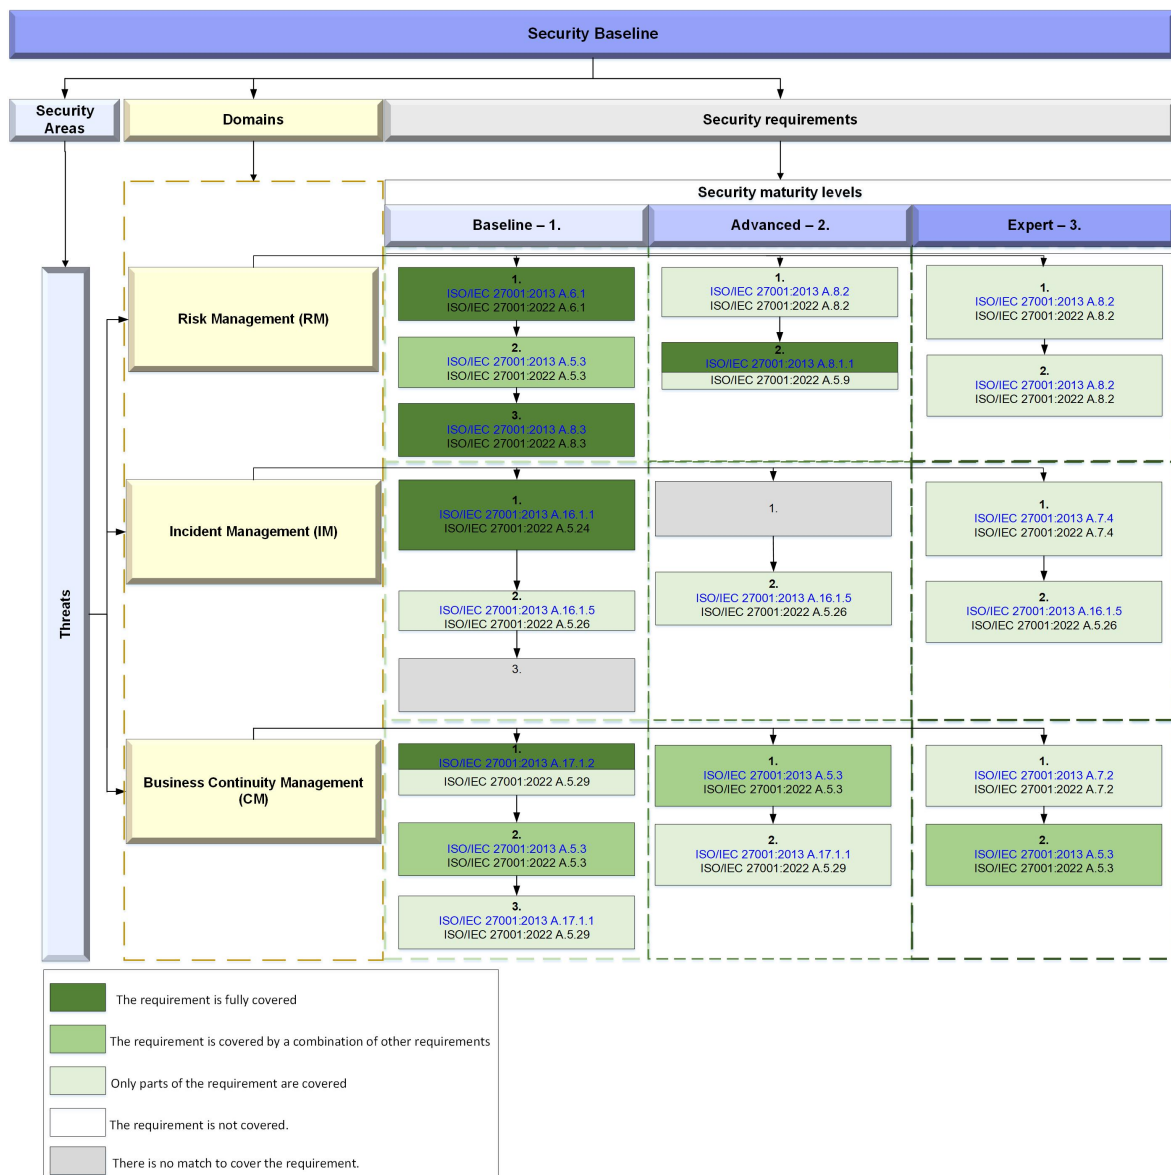 Security Baseline
Security
Areas
Domains
Security requirements
Security maturity levels
Baseline – 1.
Advanced – 2.
Expert – 3.
Threats
Risk Management (RM)
1.
ISO/IEC 27001:2013 A.6.1
ISO/IEC 27001:2022 A.6.1
2.
ISO/IEC 27001:2013 A.5.3
ISO/IEC 27001:2022 A.5.3
3.
ISO/IEC 27001:2013 A.8.3
ISO/IEC 27001:2022 A.8.3
1.
ISO/IEC 27001:2013 A.8.2
ISO/IEC 27001:2022 A.8.2
2.
ISO/IEC 27001:2013 A.8.1.1
ISO/IEC 27001:2022 A.5.9
1.
ISO/IEC 27001:2013 A.8.2
ISO/IEC 27001:2022 A.8.2
2.
ISO/IEC 27001:2013 A.8.2
ISO/IEC 27001:2022 A.8.2
Incident Management (IM)
1.
ISO/IEC 27001:2013 A.16.1.1
ISO/IEC 27001:2022 A.5.24
2.
ISO/IEC 27001:2013 A.16.1.5
ISO/IEC 27001:2022 A.5.26
3.
1.
2.
ISO/IEC 27001:2013 A.16.1.5
ISO/IEC 27001:2022 A.5.26
1.
ISO/IEC 27001:2013 A.7.4
ISO/IEC 27001:2022 A.7.4
2.
ISO/IEC 27001:2013 A.16.1.5
ISO/IEC 27001:2022 A.5.26
Business Continuity Management
(CM)
1.
ISO/IEC 27001:2013 A.17.1.2
ISO/IEC 27001:2022 A.5.29
2.
ISO/IEC 27001:2013 A.5.3
ISO/IEC 27001:2022 A.5.3
3.
ISO/IEC 27001:2013 A.17.1.1
ISO/IEC 27001:2022 A.5.29
1.
ISO/IEC 27001:2013 A.5.3
ISO/IEC 27001:2022 A.5.3
2.
ISO/IEC 27001:2013 A.17.1.1
ISO/IEC 27001:2022 A.5.29
1.
ISO/IEC 27001:2013 A.7.2
ISO/IEC 27001:2022 A.7.2
2.
ISO/IEC 27001:2013 A.5.3
ISO/IEC 27001:2022 A.5.3
The requirement is fully covered
The requirement is covered by a combination of other requirements
Only parts of the requirement are covered
The requirement is not covered.
There is no match to cover the requirement.